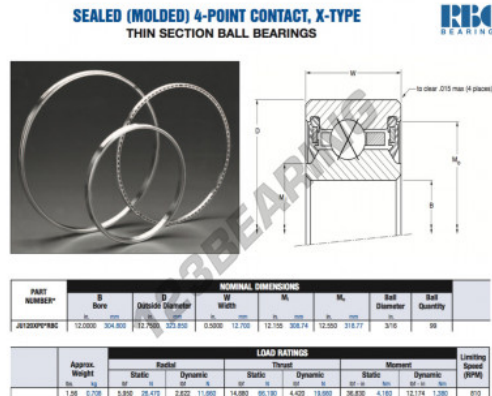 SEALED (MOLDED) 4-POINT CONTACT, X-TYPE
THIN SECTION BALL BEARINGS
RBC
BEARING
W
to clear .015 max (4 places)
D
B
123BEARING
PART NUMBER*
NOMINAL DIMENSIONS
B Bore
D Outside Diameter
W Width
Ball Diameter
Ball Quantity
in. mm in. mm in. mm in. mm in. mm in.
JU120XP0*RBC 12.0000 304.800 12.7500 323.850 0.5000 12.700 12.155 308.74 12.550 318.77 3/16 99
Approx. Weight
LOAD RATINGS
Limiting Speed (RPM)
Radial Thrust Moment
Static Dynamic Static Dynamic Static Dynamic
lbs. kg lbf N lbf N lbf N lbf N lbf - in Nm lbf - in Nm
1.56 0.708 5,950 26,470 2,622 11,660 14,880 66,190 4,420 19,660 36,830 4,160 12,174 1,380 810